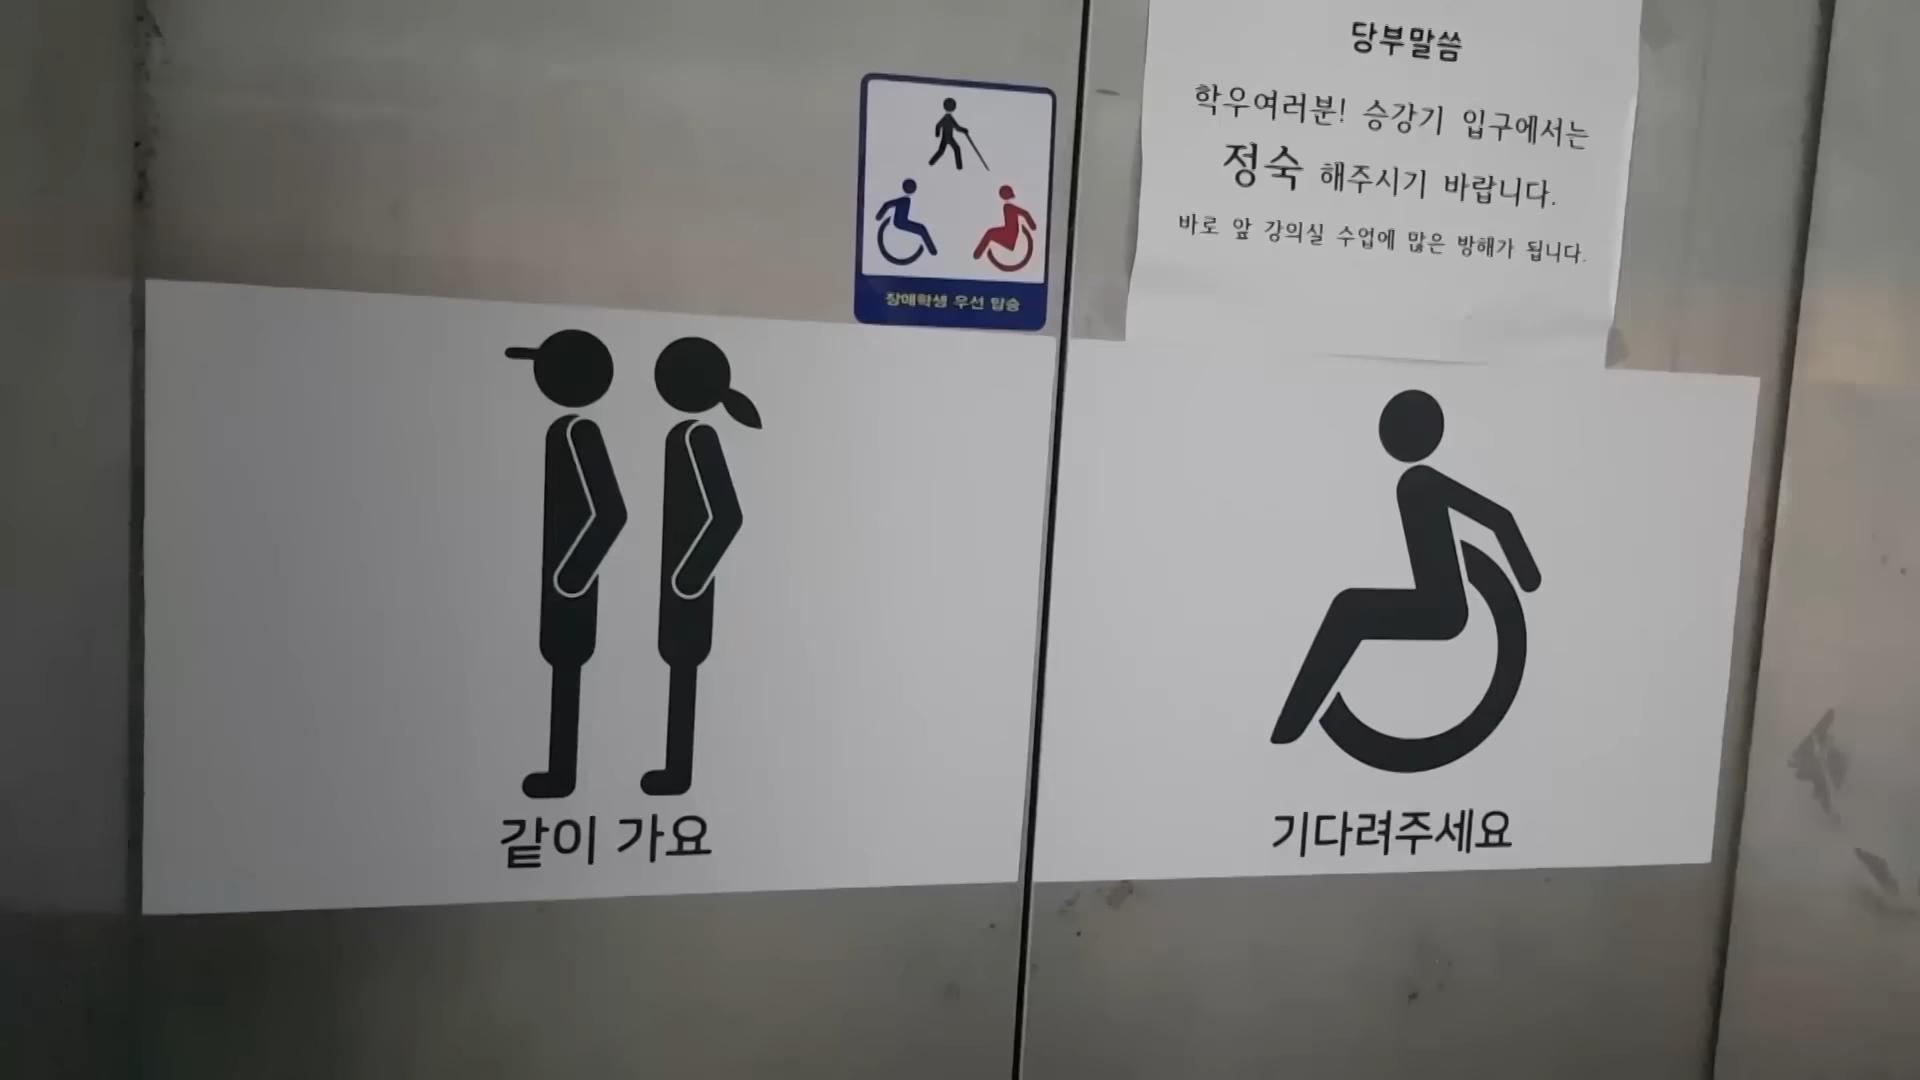 당부말씀
학우여러분! 승강기 입구에서는
정숙 해주시기 바랍니다.
바로 앞 강의실 수업에 많은 방해가 됩니다.
장애학생 우선 탑승
같이 가요
기다려주세요